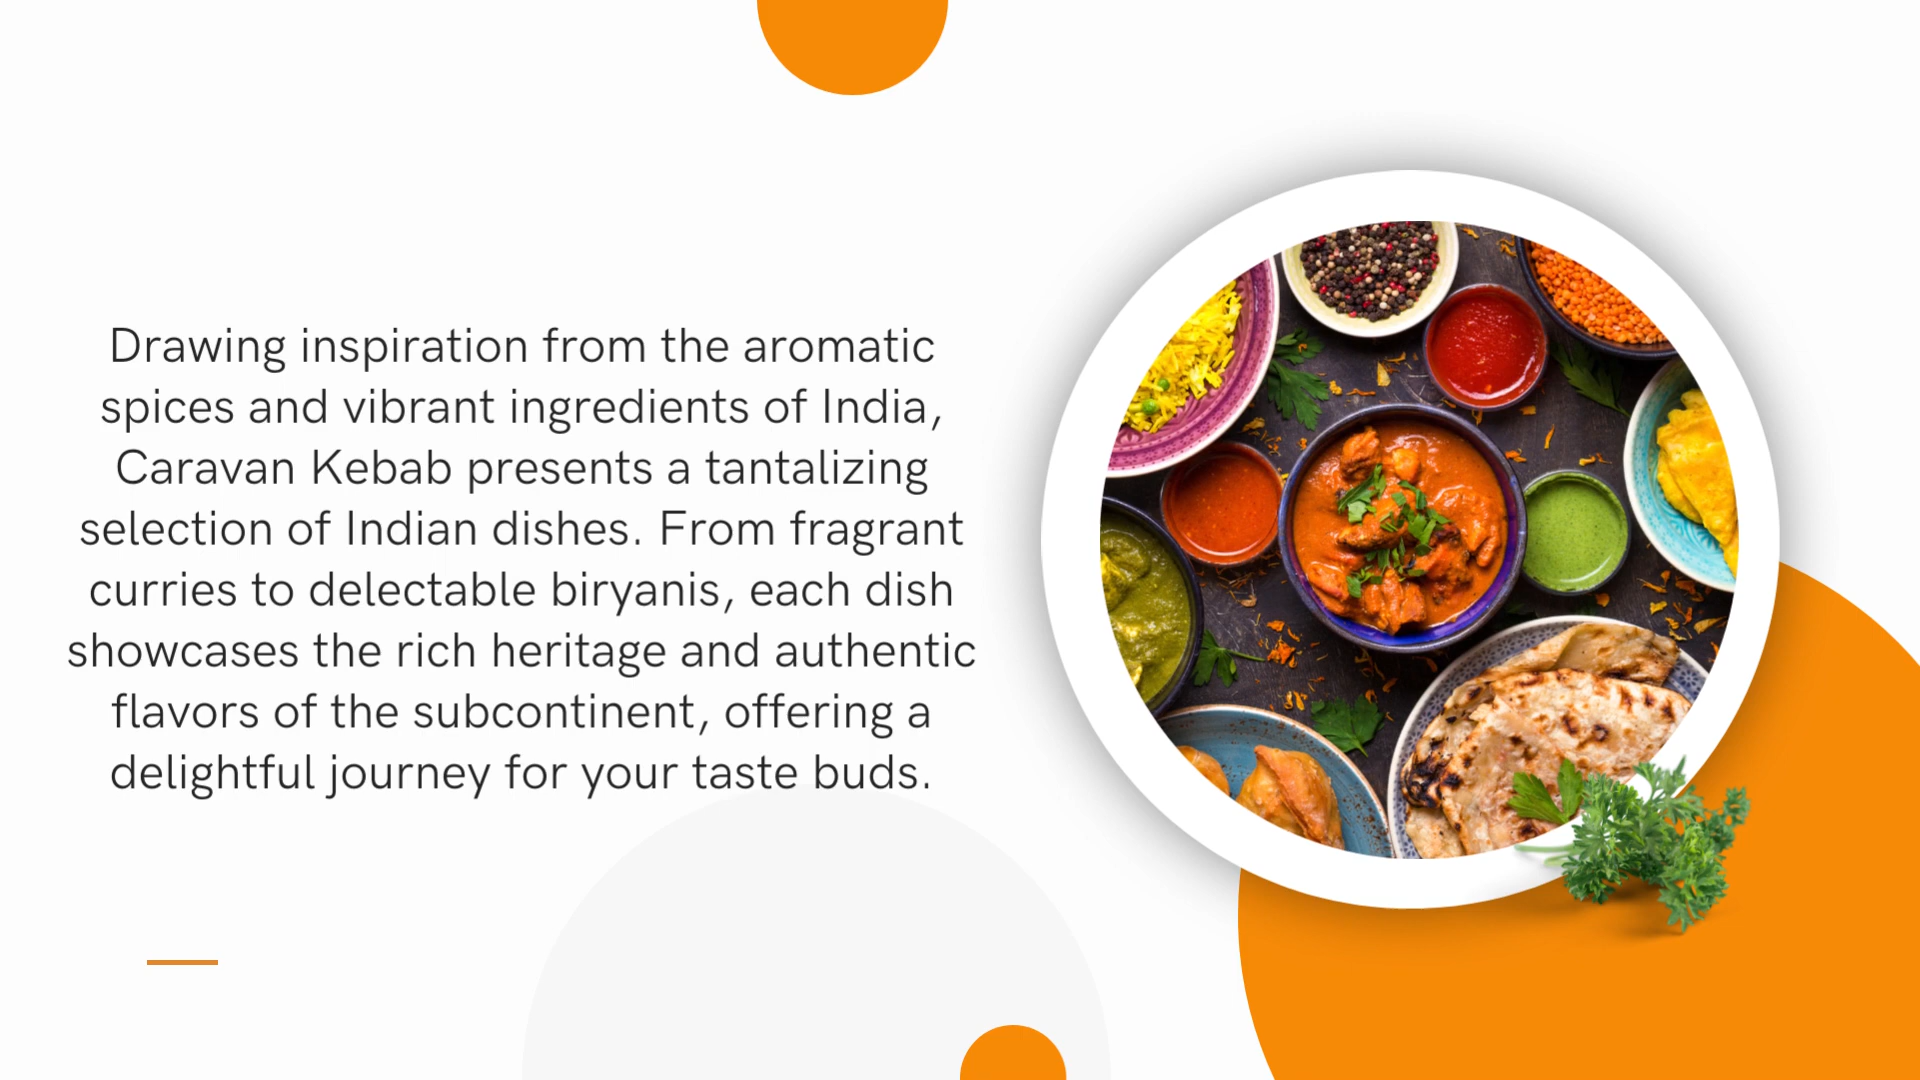 Drawing inspiration from the aromatic
spices and vibrant ingredients of India,
Caravan Kebab presents a tantalizing
selection of Indian dishes. From fragrant
curries to delectable biryanis, each dish
showcases the rich heritage and authentic
flavors of the subcontinent, offering a
delightful journey for your taste buds.